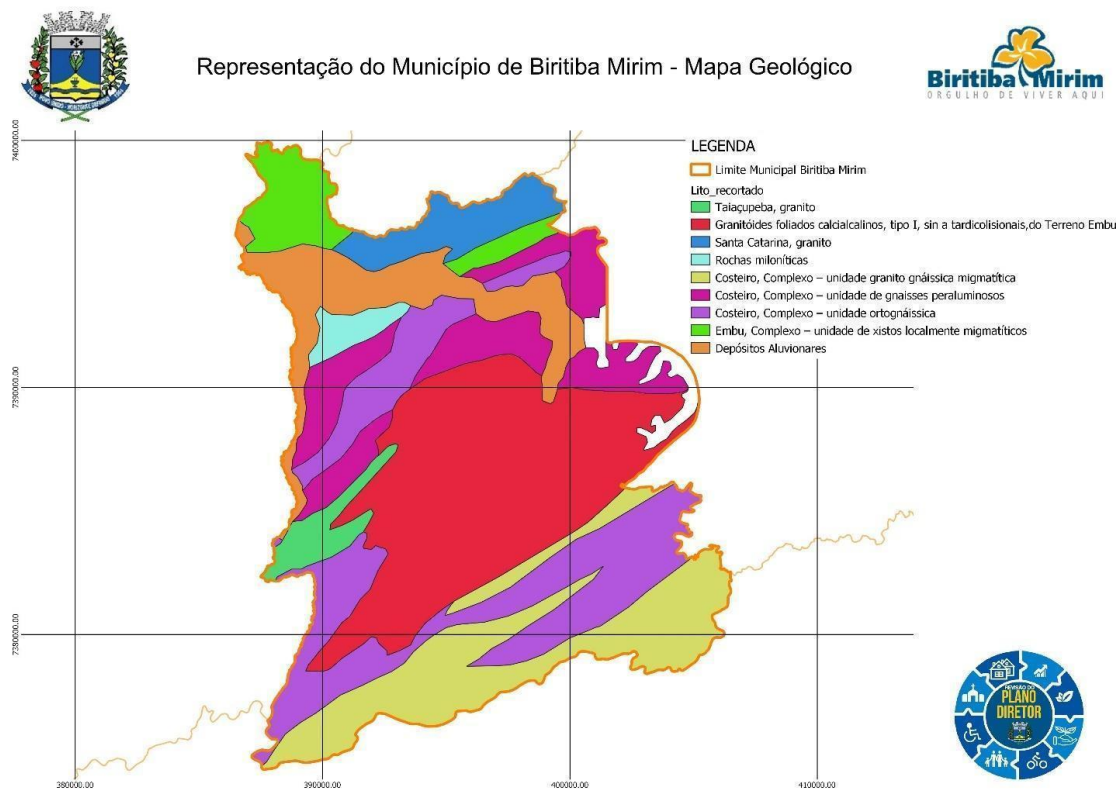 Representação do Município de Biritiba Mirim - Mapa Geológico
Biritiba Mirim
ORGULHO DE VIVER AQUI
LEGENDA
Limite Municipal Biritiba Mirim
Lito_recortado
Taiaçupeba, granito
Granitóides foliados calcialcalinos, tipo I, sin a tardicolisionais,do Terreno Embu
Santa Catarina, granito
Rochas miloníticas
Costeiro, Complexo – unidade granito gnáissica migmatítica
Costeiro, Complexo – unidade de gnaisses peraluminosos
Costeiro, Complexo – unidade ortognáissica
Embu, Complexo – unidade de xistos localmente migmatíticos
Depósitos Aluvionares
7400000.00
7390000.00
7380000.00
380000.00
390000.00
400000.00
410000.00
REVISÃO DO
PLANO
DIRETOR